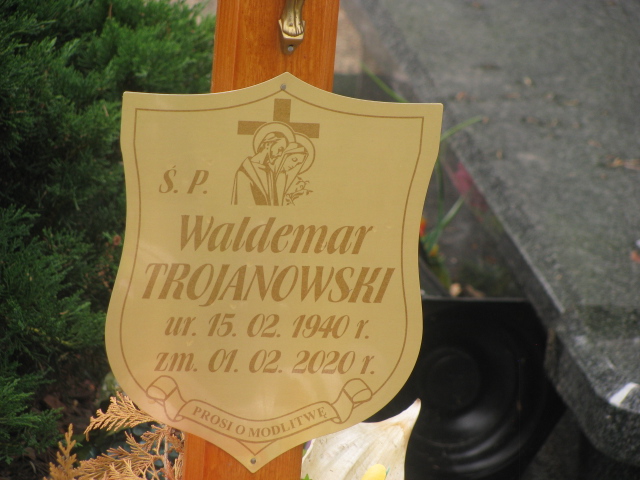 Ś. P.
Waldemar
TROJANOWSKI
ur. 15. 02. 1940 r.
zm. 01. 02. 2020 r.
PROSI O MODLITWĘ